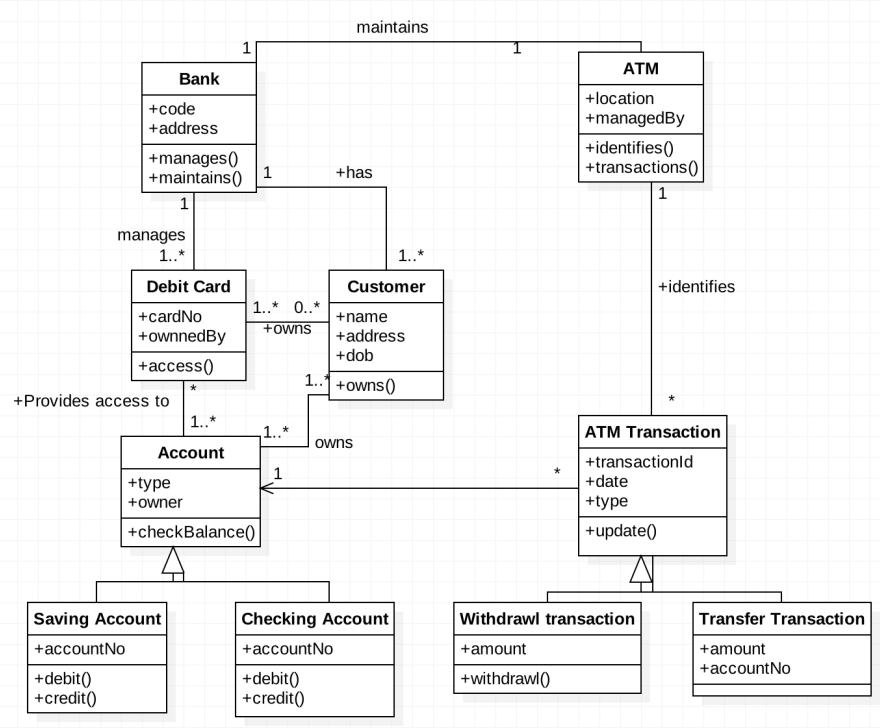 maintains
1
1
Bank
+code
+address
+manages()
+maintains()
ATM
+location
+managedBy
+identifies()
+transactions()
1
+has
1
manages
1..*
1..*
1
+identifies
*
Debit Card
+cardNo
+ownnedBy
+access()
1..*
0..*
+owns
Customer
+name
+address
+dob
+owns()
+Provides access to
*
1..*
1..*
1..*
owns
Account
+type
+owner
+checkBalance()
1
*
ATM Transaction
+transactionId
+date
+type
+update()
Saving Account
+accountNo
+debit()
+credit()
Checking Account
+accountNo
+debit()
+credit()
Withdrawl transaction
+amount
+withdrawl()
Transfer Transaction
+amount
+accountNo